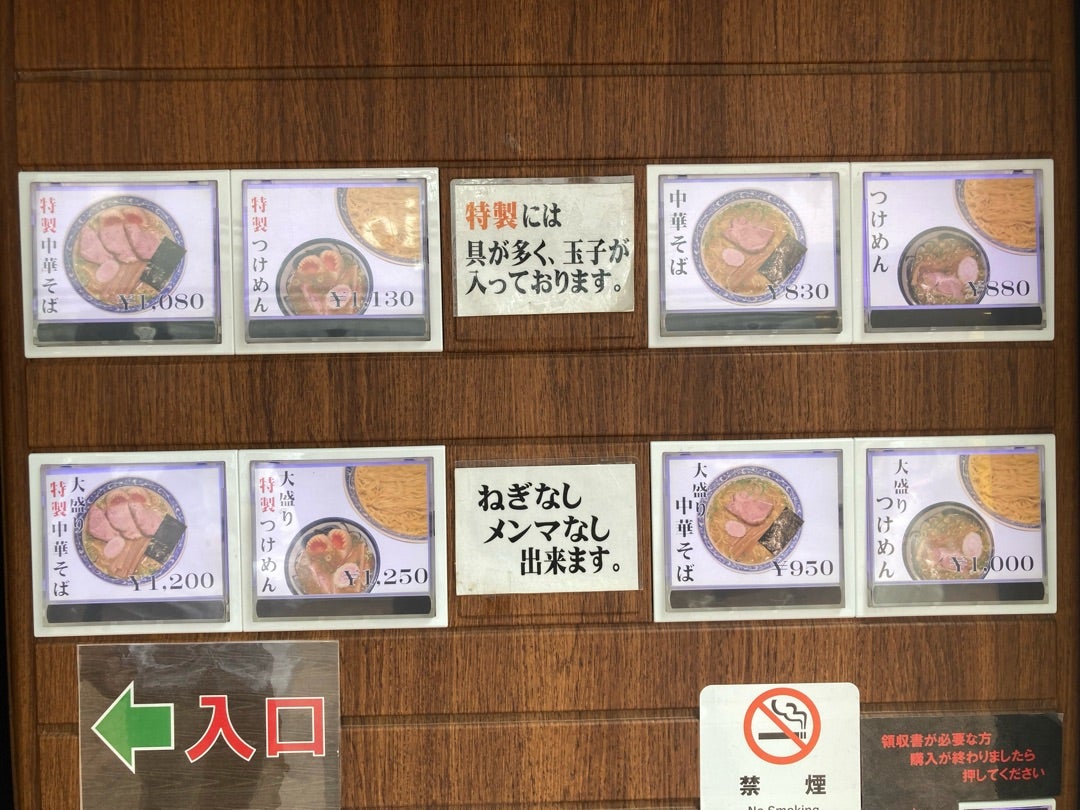 特製中華そば
¥1,080
特製つけめん
¥1,130
特製には
具が多く、玉子が
入っております。
中華そば
¥830
つけめん
¥880
大盛り
特製中華そば
¥1,200
大盛り
特製つけめん
¥1,250
ねぎなし
メンマなし
出来ます。
大盛り
中華そば
¥950
大盛り
つけめん
¥1,000
入口
禁煙
No Smoking
領収書が必要な方
購入が終わりましたら
押してください